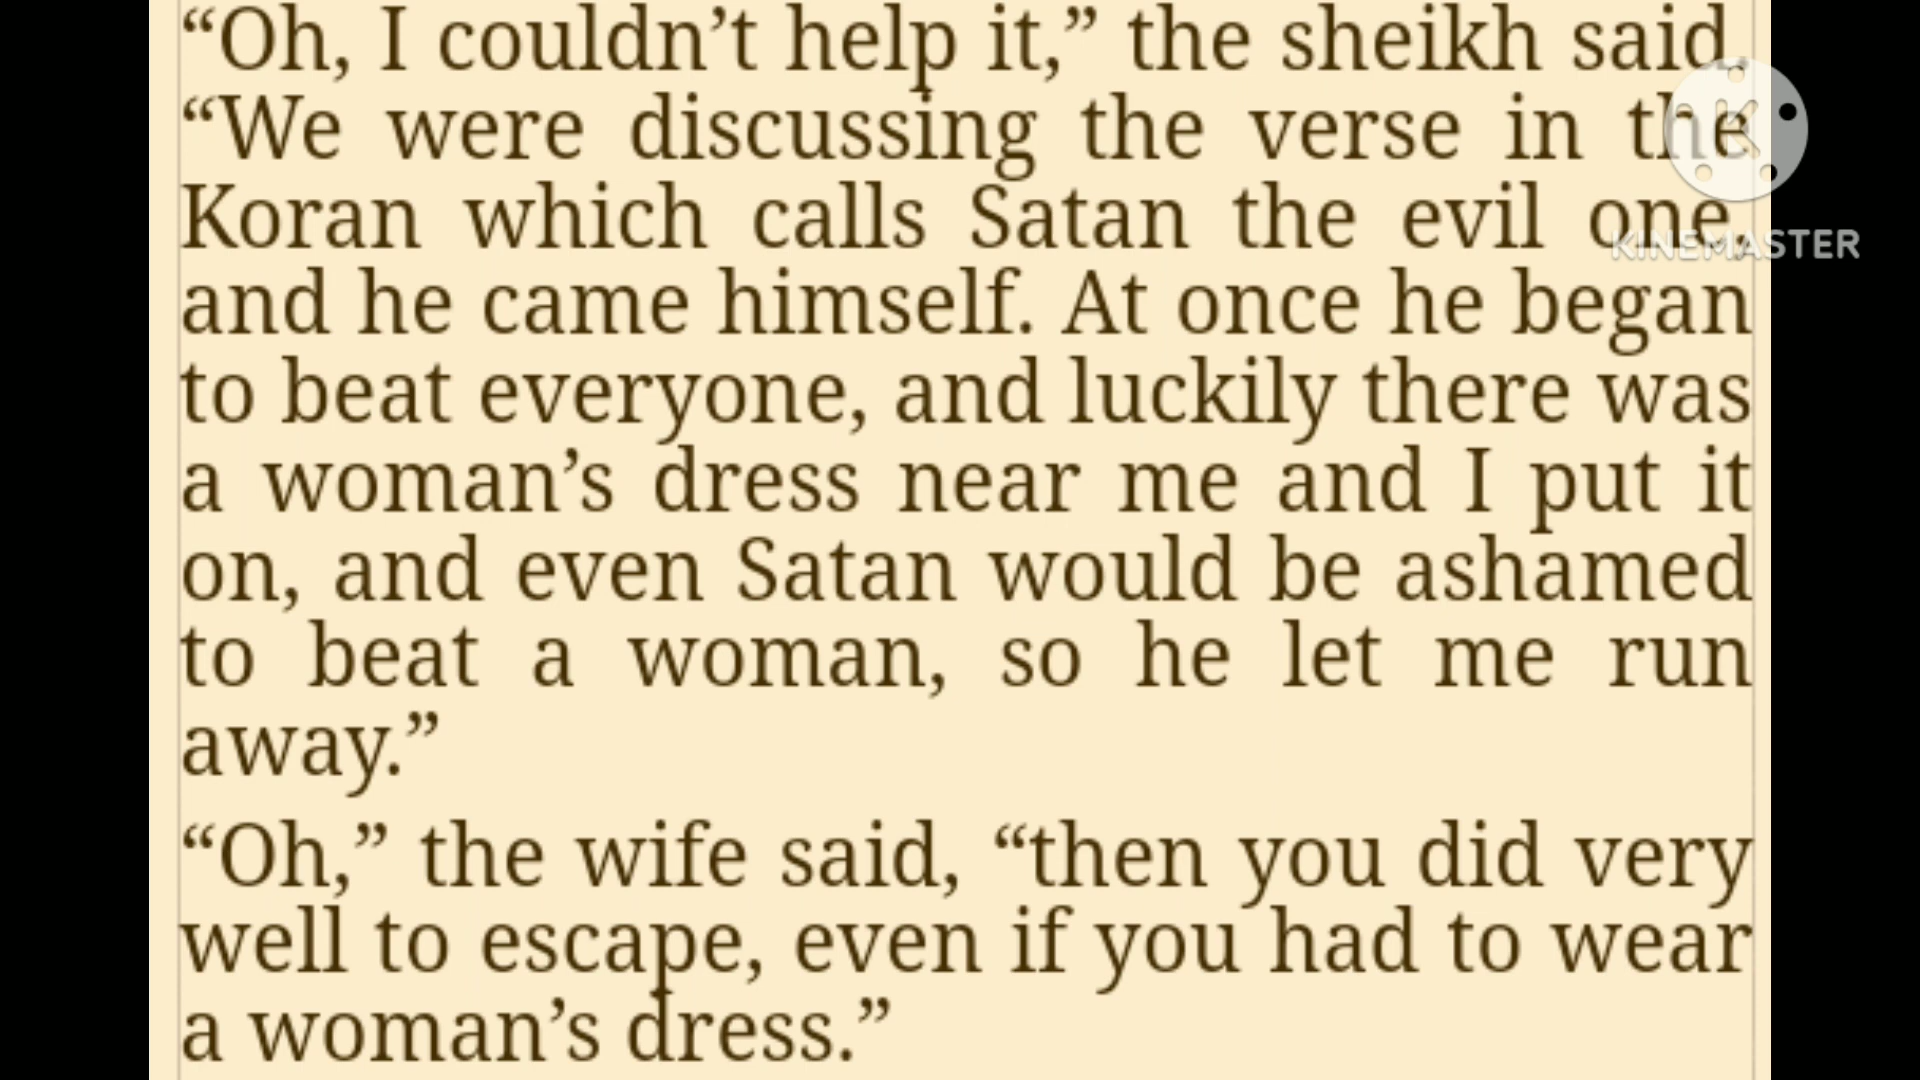 “Oh, I couldn’t help it,” the sheikh said.
“We were discussing the verse in the
Koran which calls Satan the evil one,
and he came himself. At once he began
to beat everyone, and luckily there was
a woman’s dress near me and I put it
on, and even Satan would be ashamed
to beat a woman, so he let me run
away.”
“Oh,” the wife said, “then you did very
well to escape, even if you had to wear
a woman’s dress.”
KINEMASTER